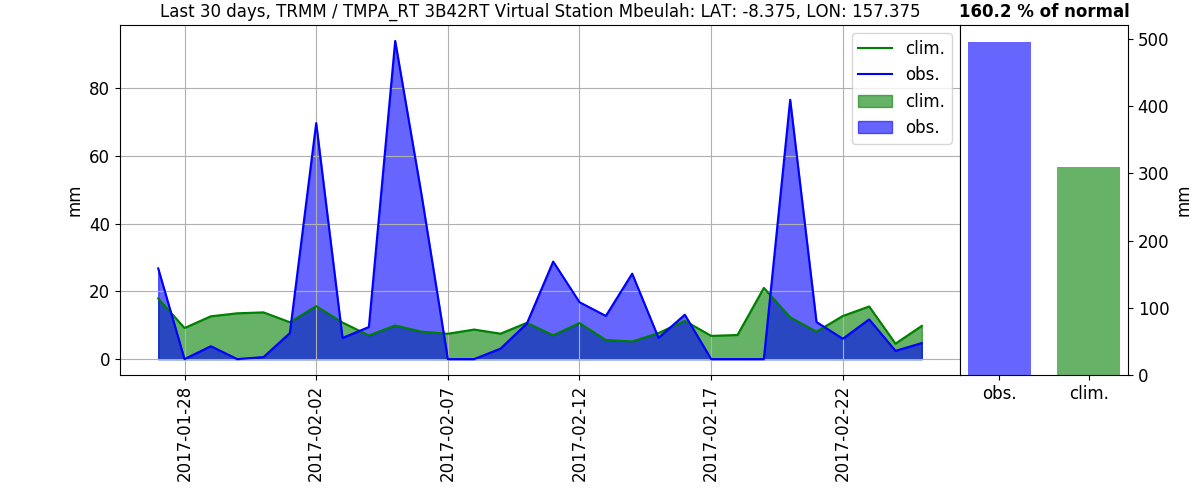 Last 30 days, TRMM / TMPA_RT 3B42RT Virtual Station Mbeulah: LAT: -8.375, LON: 157.375
160.2 % of normal
clim.
obs.
clim.
obs.
mm
80
60
40
20
0
2017-01-28
2017-02-02
2017-02-07
2017-02-12
2017-02-17
2017-02-22
500
400
300
200
100
0
mm
obs.
clim.